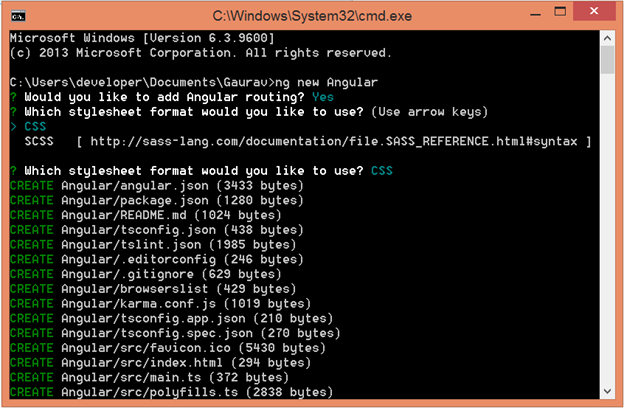 C:\Windows\System32\cmd.exe
Microsoft Windows [Version 6.3.9600]
(c) 2013 Microsoft Corporation. All rights reserved.
C:\Users\developer\Documents\Gaurav>ng new Angular
? Would you like to add Angular routing? Yes
? Which stylesheet format would you like to use? (Use arrow keys)
> CSS
SCSS [ http://sass-lang.com/documentation/file.SASS_REFERENCE.html#syntax ]
? Which stylesheet format would you like to use? CSS
CREATE Angular/angular.json (3433 bytes)
CREATE Angular/package.json (1280 bytes)
CREATE Angular/README.md (1024 bytes)
CREATE Angular/tsconfig.json (438 bytes)
CREATE Angular/tslint.json (1985 bytes)
CREATE Angular/.editorconfig (246 bytes)
CREATE Angular/.gitignore (629 bytes)
CREATE Angular/browserslist (429 bytes)
CREATE Angular/karma.conf.js (1019 bytes)
CREATE Angular/tsconfig.app.json (210 bytes)
CREATE Angular/tsconfig.spec.json (270 bytes)
CREATE Angular/src/favicon.ico (5430 bytes)
CREATE Angular/src/index.html (294 bytes)
CREATE Angular/src/main.ts (372 bytes)
CREATE Angular/src/polyfills.ts (2838 bytes)